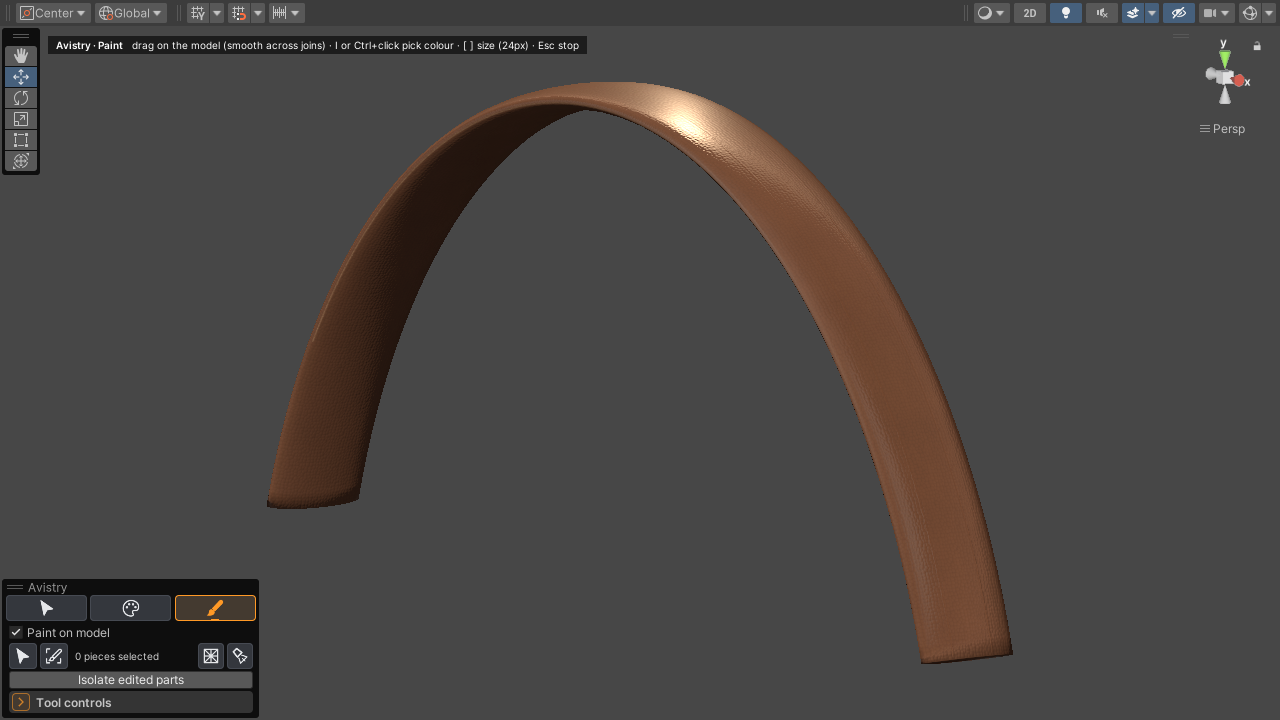 Center
Global
2D
Avistry · Paint drag on the model (smooth across joins) · I or Ctrl+click pick colour · [ ] size (24px) · Esc stop
y
x
Persp
Avistry
Paint on model
0 pieces selected
Isolate edited parts
Tool controls